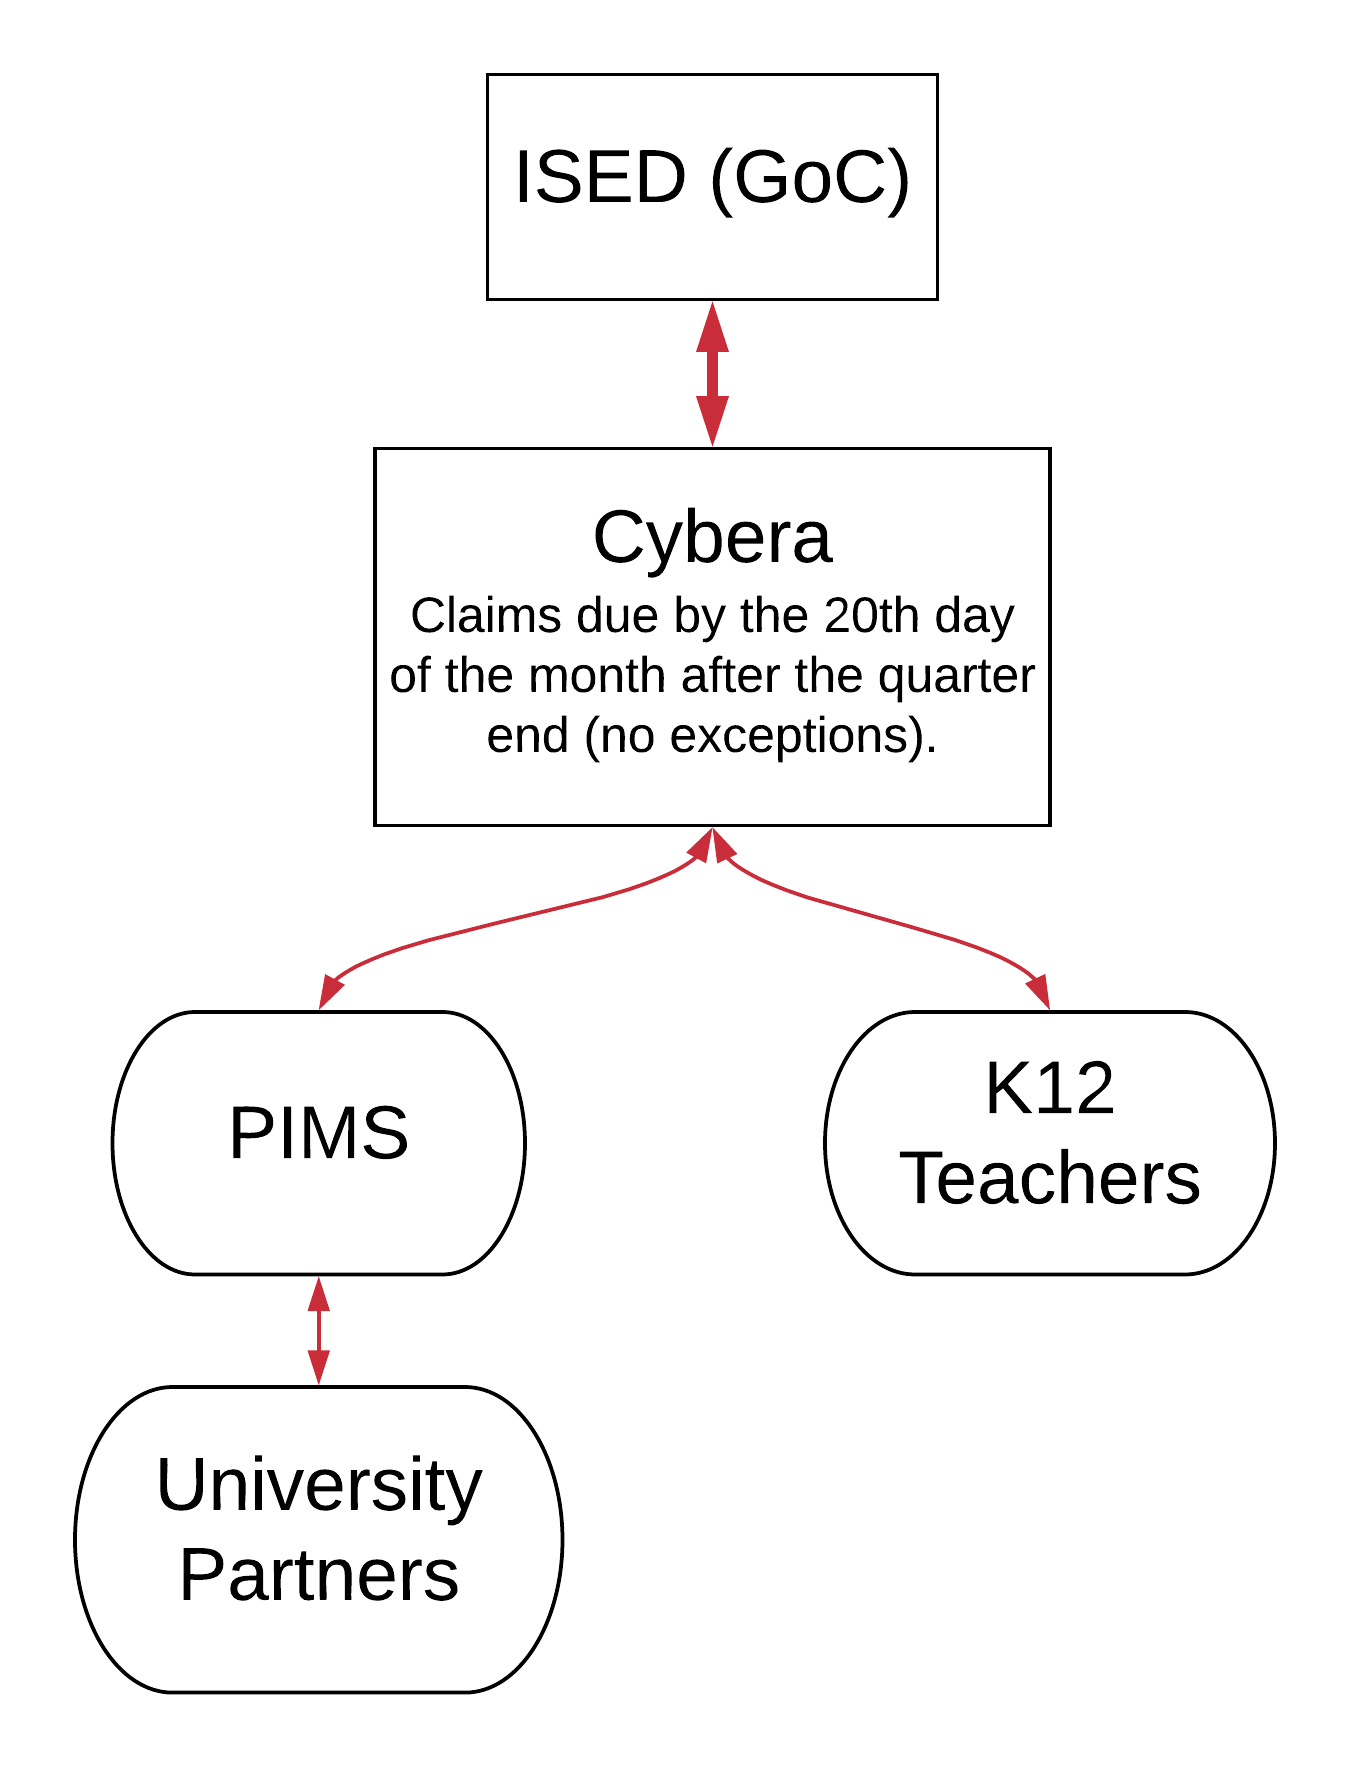 ISED (GoC)
Cybera
Claims due by the 20th day
of the month after the quarter
end (no exceptions).
PIMS
K12
Teachers
University
Partners